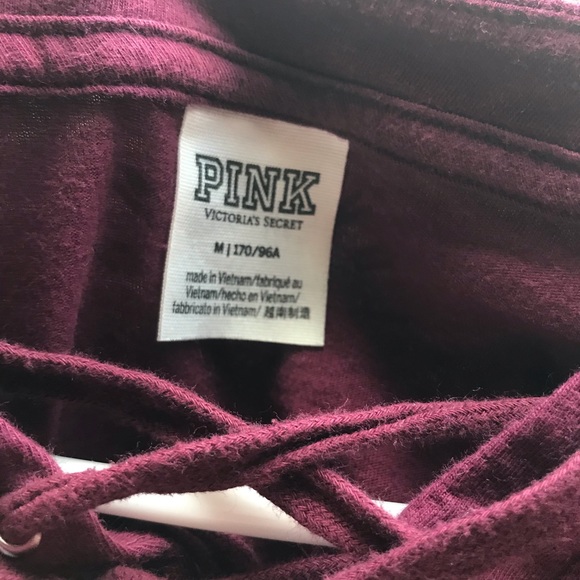 PINK
VICTORIA'S SECRET
M | 170/96A
made in Vietnam/fabriqué au
Vietnam/hecho en Vietnam/
fabbricato in Vietnam/ 越南制造